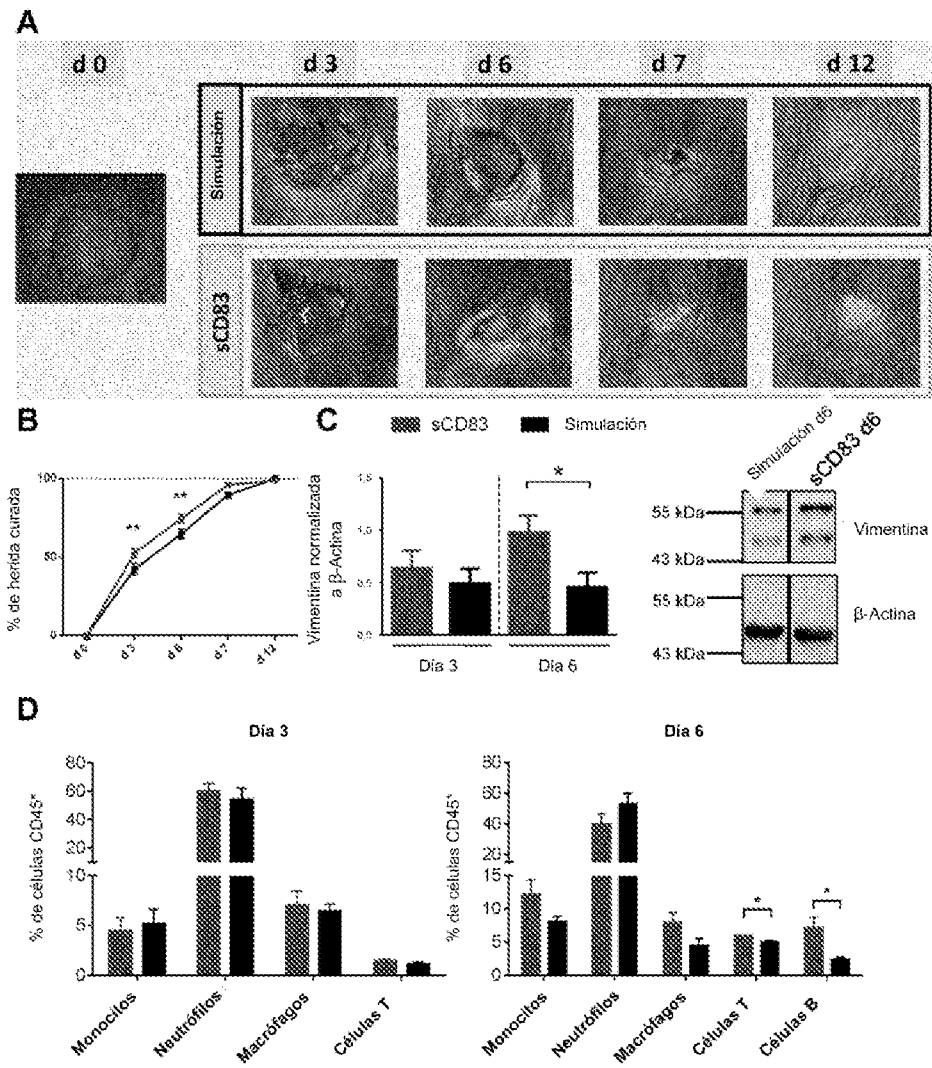 A
d 0
d 3
d 6
d 7
d 12
Simulación
sCD83
B
% de herida curada
100
50
0
**
**
d 0
d 3
d 6
d 7
d 12
C
sCD83
Simulación
Vimentina normalizada
a β-Actina
1.5
1.0
0.5
0.0
*
Día 3
Día 6
Simulación d6
sCD83 d6
55 kDa
43 kDa
Vimentina
55 kDa
43 kDa
β-Actina
D
Día 3
% de células CD45⁺
80
60
40
20
10
5
0
Monocitos
Neutrófilos
Macrófagos
Células T
Día 6
% de células CD45⁺
80
60
40
20
15
10
5
0
*
*
Monocitos
Neutrófilos
Macrófagos
Células T
Células B